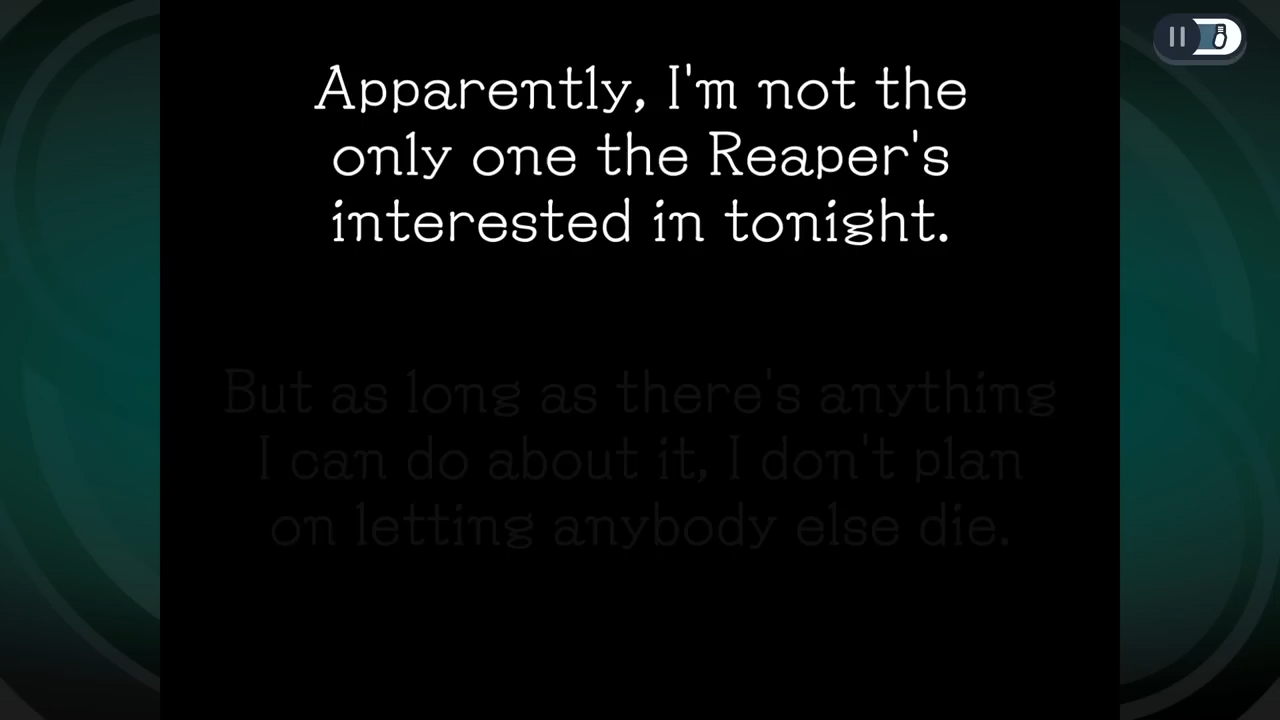 Apparently, I'm not the
only one the Reaper's
interested in tonight.
But as long as there's anything
I can do about it, I don't plan
on letting anybody else die.